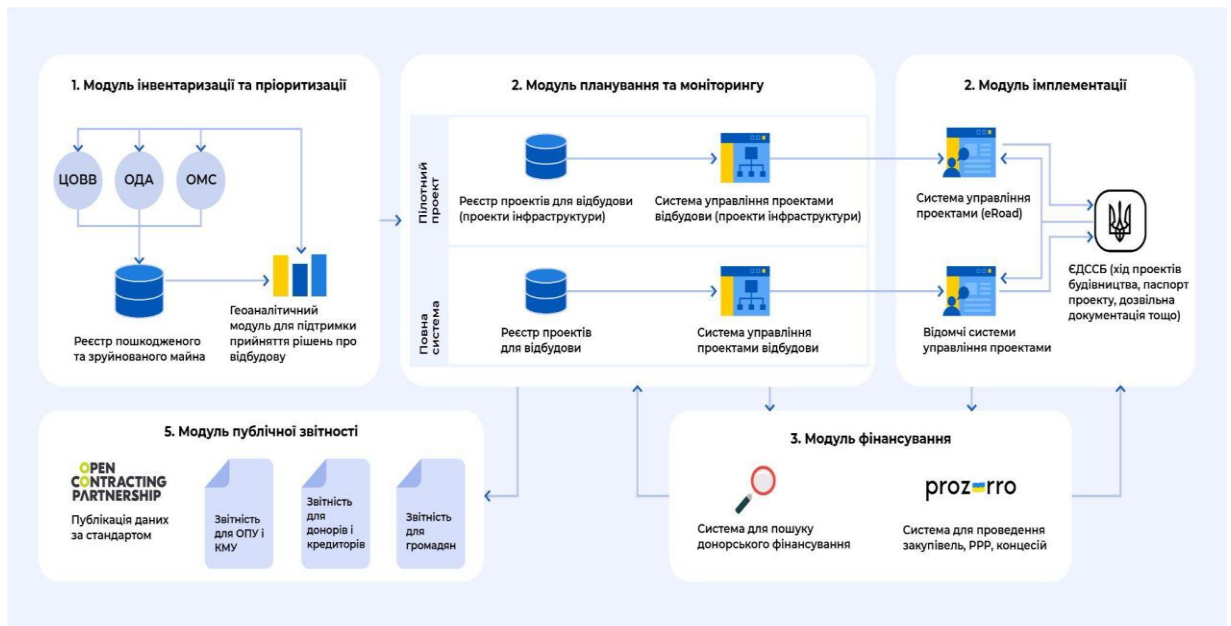 1. Модуль інвентаризації та пріоритизації
ЦОВВ
ОДА
ОМС
Реєстр пошкодженого
та зруйнованого майна
Геоаналітичний
модуль для підтримки
прийняття рішень про
відбудову
2. Модуль планування та моніторингу
Пілотний
проект
Реєстр проектів для відбудови
(проекти інфраструктури)
Система управління проектами
відбудови (проекти інфраструктури)
Повна
система
Реєстр проектів
для відбудови
Система управління
проектами відбудови
2. Модуль імплементації
Система управління
проектами (eRoad)
Відомчі системи
управління проектами
ЄДССБ (хід проектів
будівництва, паспорт
проекту, дозвільна
документація тощо)
5. Модуль публічної звітності
OPEN
CONTRACTING
PARTNERSHIP
Публікація даних
за стандартом
Звітність
для ОПУ і
КМУ
Звітність
для
донорів і
кредиторів
Звітність
для
громадян
3. Модуль фінансування
Система для пошуку
донорського фінансування
prozorro
Система для проведення
закупівель, PPP, концесій